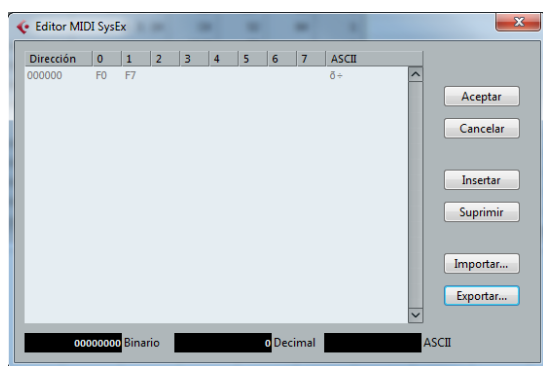 Editor MIDI SysEx
Dirección 0 1 2 3 4 5 6 7 ASCII
000000 F0 F7 ð÷
Aceptar
Cancelar
Insertar
Suprimir
Importar...
Exportar...
00000000 Binario 0 Decimal ASCII